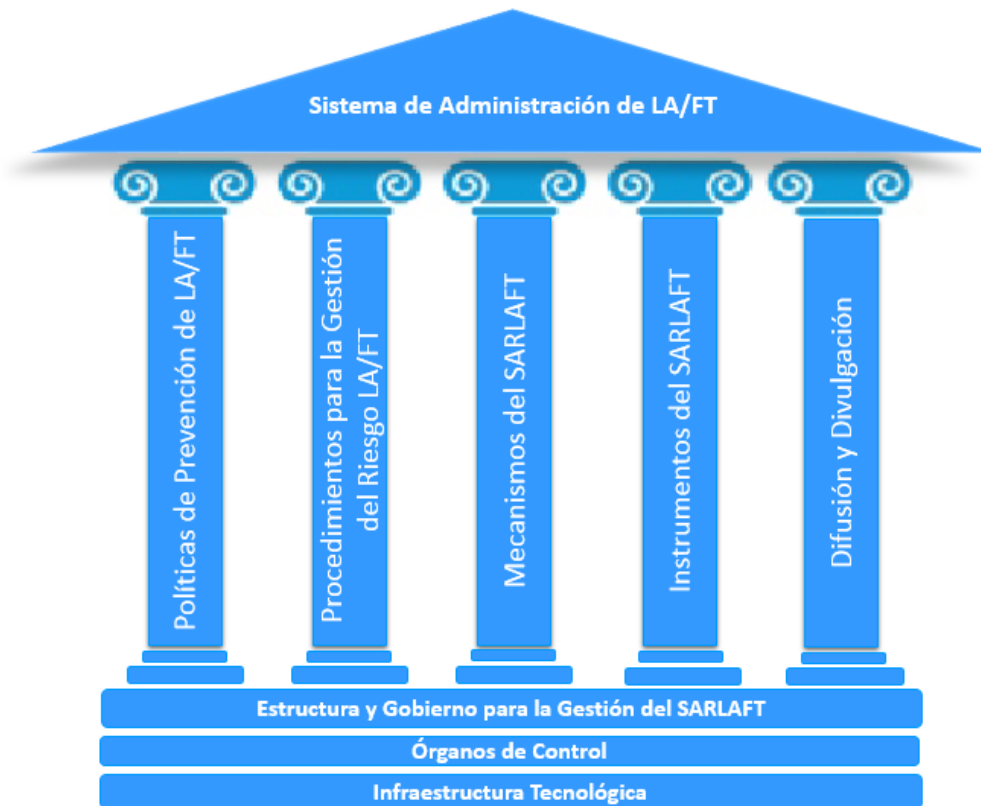 Sistema de Administración de LA/FT
Políticas de Prevención de LA/FT
Procedimientos para la Gestión
del Riesgo LA/FT
Mecanismos del SARLAFT
Instrumentos del SARLAFT
Difusión y Divulgación
Estructura y Gobierno para la Gestión del SARLAFT
Órganos de Control
Infraestructura Tecnológica